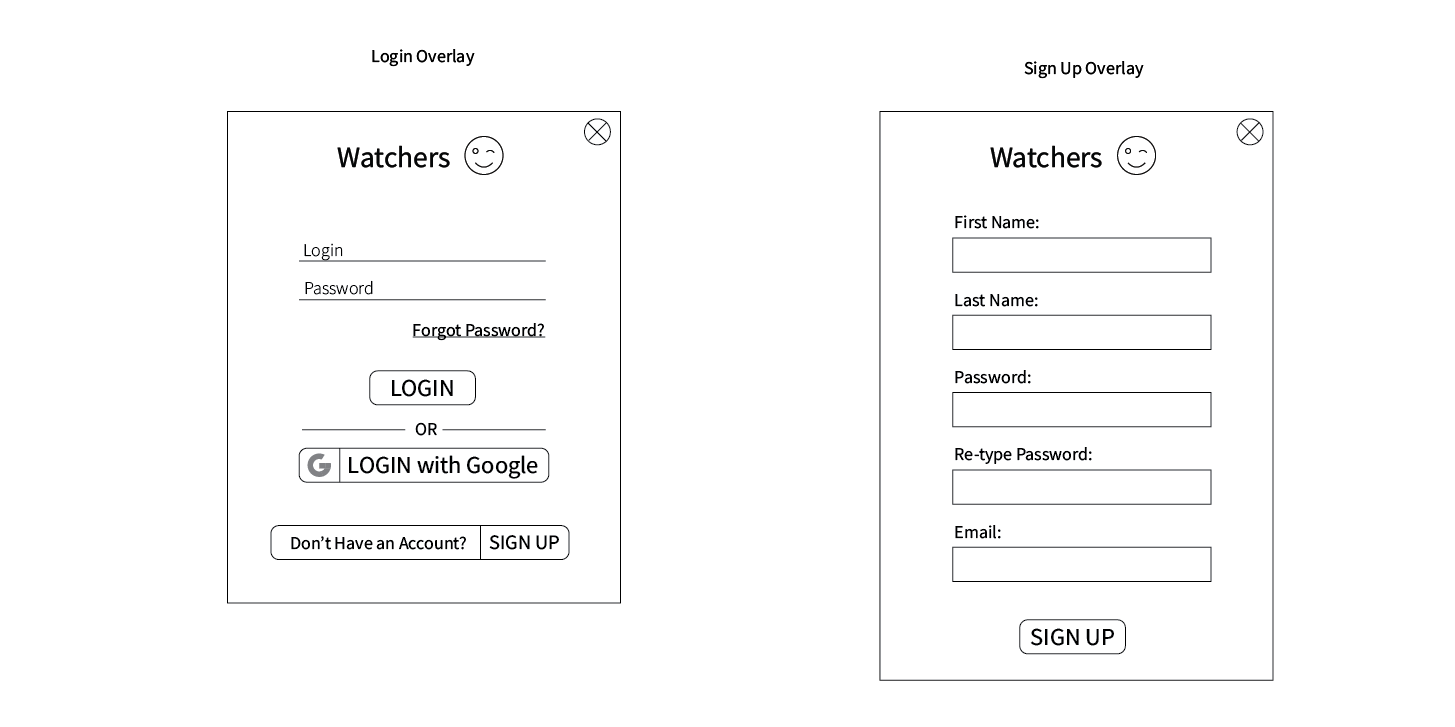 Login Overlay
Watchers
Login
Password
Forgot Password?
LOGIN
OR
LOGIN with Google
Don't Have an Account? SIGN UP
Sign Up Overlay
Watchers
First Name:
Last Name:
Password:
Re-type Password:
Email:
SIGN UP